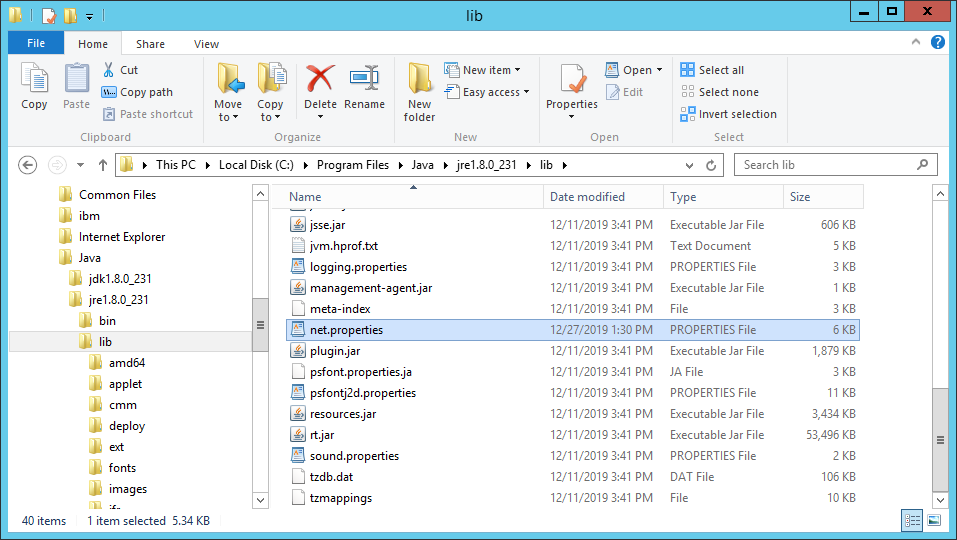 lib
File Home Share View
Copy Paste Cut Copy path Paste shortcut
Clipboard
Move to Copy to Delete Rename
Organize
New folder New item Easy access
New
Properties Open Edit
Open
Select all Select none Invert selection
Select
This PC Local Disk (C:) Program Files Java jre1.8.0_231 lib
Search lib
Common Files
ibm
Internet Explorer
Java
jdk1.8.0_231
jre1.8.0_231
bin
lib
amd64
applet
cmm
deploy
ext
fonts
images
Name Date modified Type Size
jsse.jar 12/11/2019 3:41 PM Executable Jar File 606 KB
jvm.hprof.txt 12/11/2019 3:41 PM Text Document 5 KB
logging.properties 12/11/2019 3:41 PM PROPERTIES File 3 KB
management-agent.jar 12/11/2019 3:41 PM Executable Jar File 1 KB
meta-index 12/11/2019 3:41 PM File 3 KB
net.properties 12/27/2019 1:30 PM PROPERTIES File 6 KB
plugin.jar 12/11/2019 3:41 PM Executable Jar File 1,879 KB
psfont.properties.ja 12/11/2019 3:41 PM JA File 3 KB
psfontj2d.properties 12/11/2019 3:41 PM PROPERTIES File 11 KB
resources.jar 12/11/2019 3:41 PM Executable Jar File 3,434 KB
rt.jar 12/11/2019 3:41 PM Executable Jar File 53,496 KB
sound.properties 12/11/2019 3:41 PM PROPERTIES File 2 KB
tzdb.dat 12/11/2019 3:41 PM DAT File 106 KB
tzmappings 12/11/2019 3:41 PM File 10 KB
40 items 1 item selected 5.34 KB